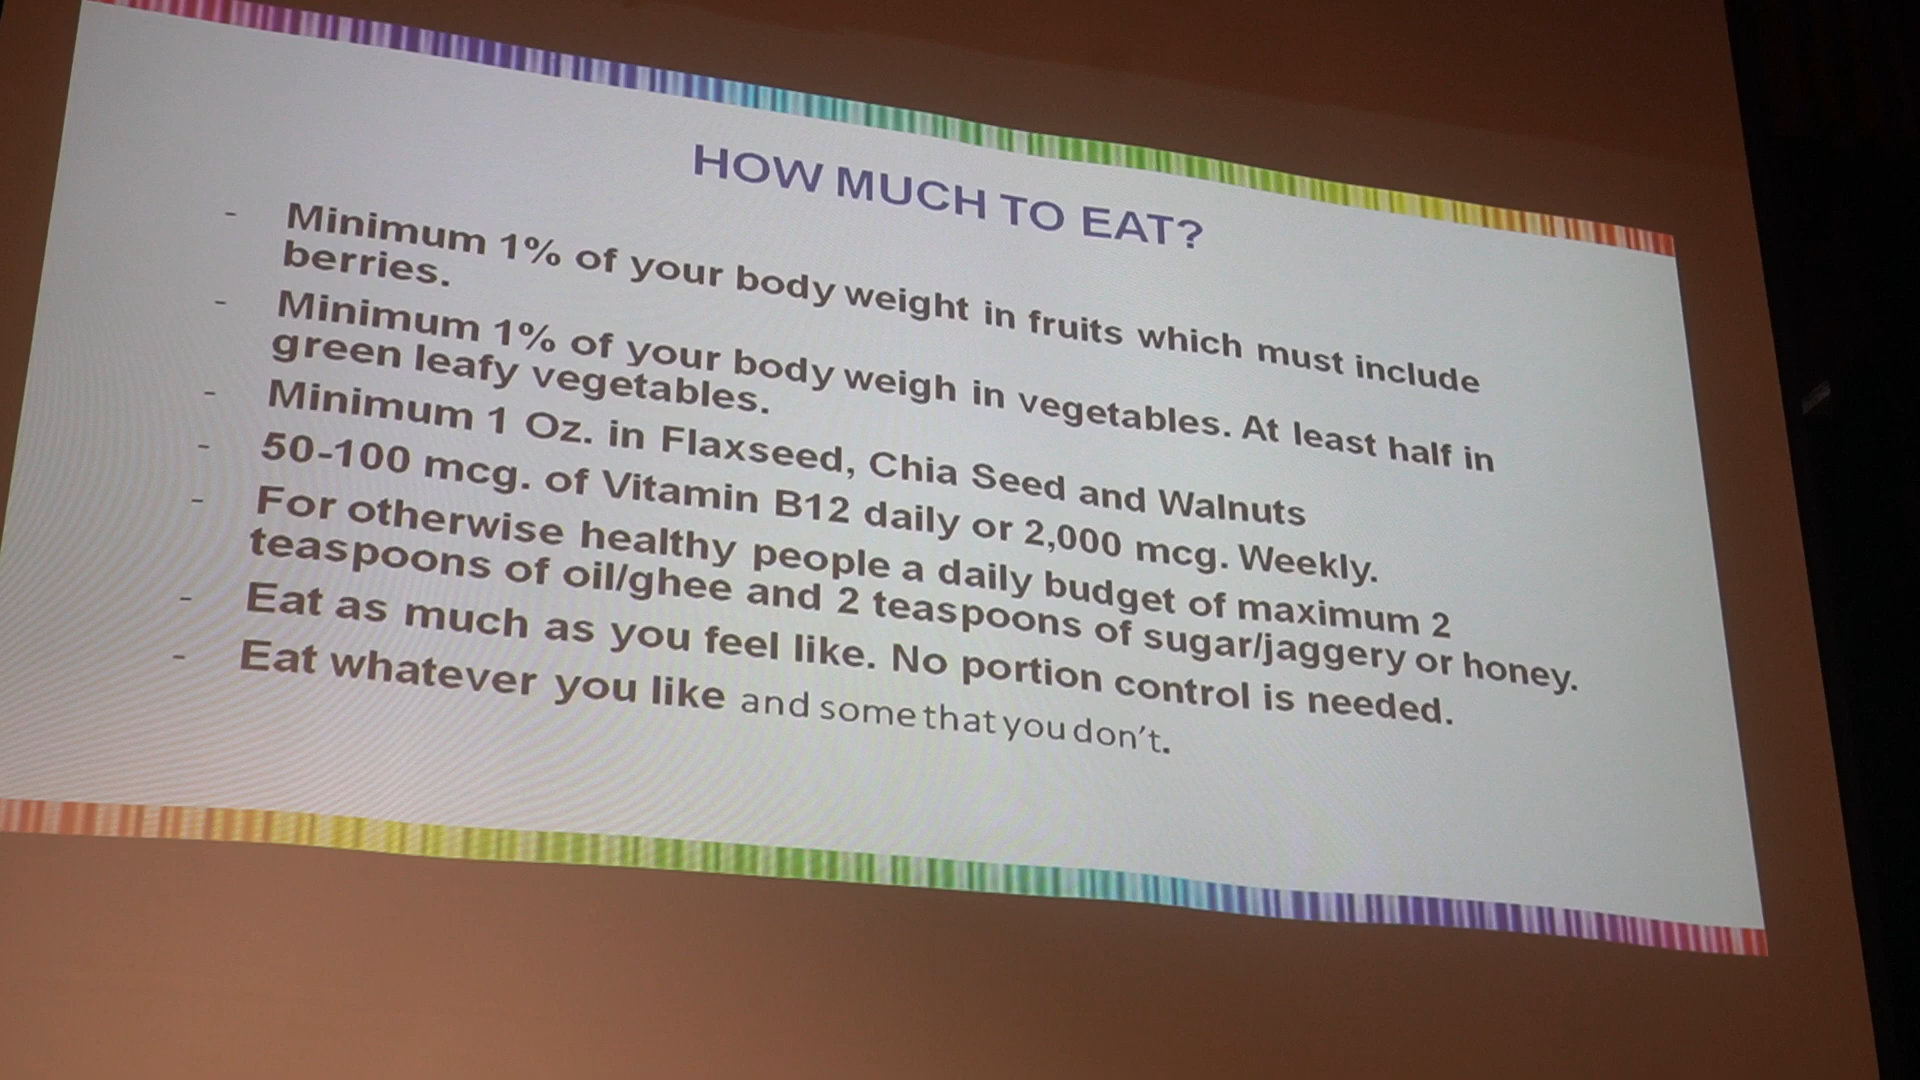 HOW MUCH TO EAT?
- Minimum 1% of your body weight in fruits which must include
berries.
- Minimum 1% of your body weigh in vegetables. At least half in
green leafy vegetables.
- Minimum 1 Oz. in Flaxseed, Chia Seed and Walnuts
- 50-100 mcg. of Vitamin B12 daily or 2,000 mcg. Weekly.
- For otherwise healthy people a daily budget of maximum 2
teaspoons of oil/ghee and 2 teaspoons of sugar/jaggery or honey.
- Eat as much as you feel like. No portion control is needed.
- Eat whatever you like and some that you don't.